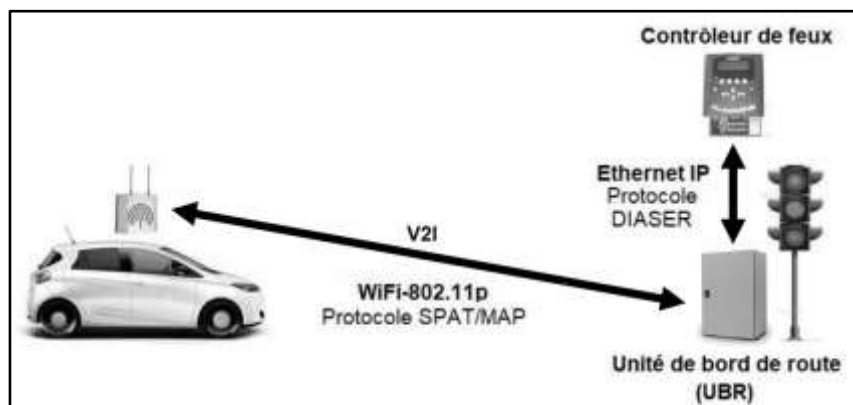 Contrôleur de feux
Ethernet IP
Protocole
DIASER
V2I
WiFi-802.11p
Protocole SPAT/MAP
Unité de bord de route
(UBR)